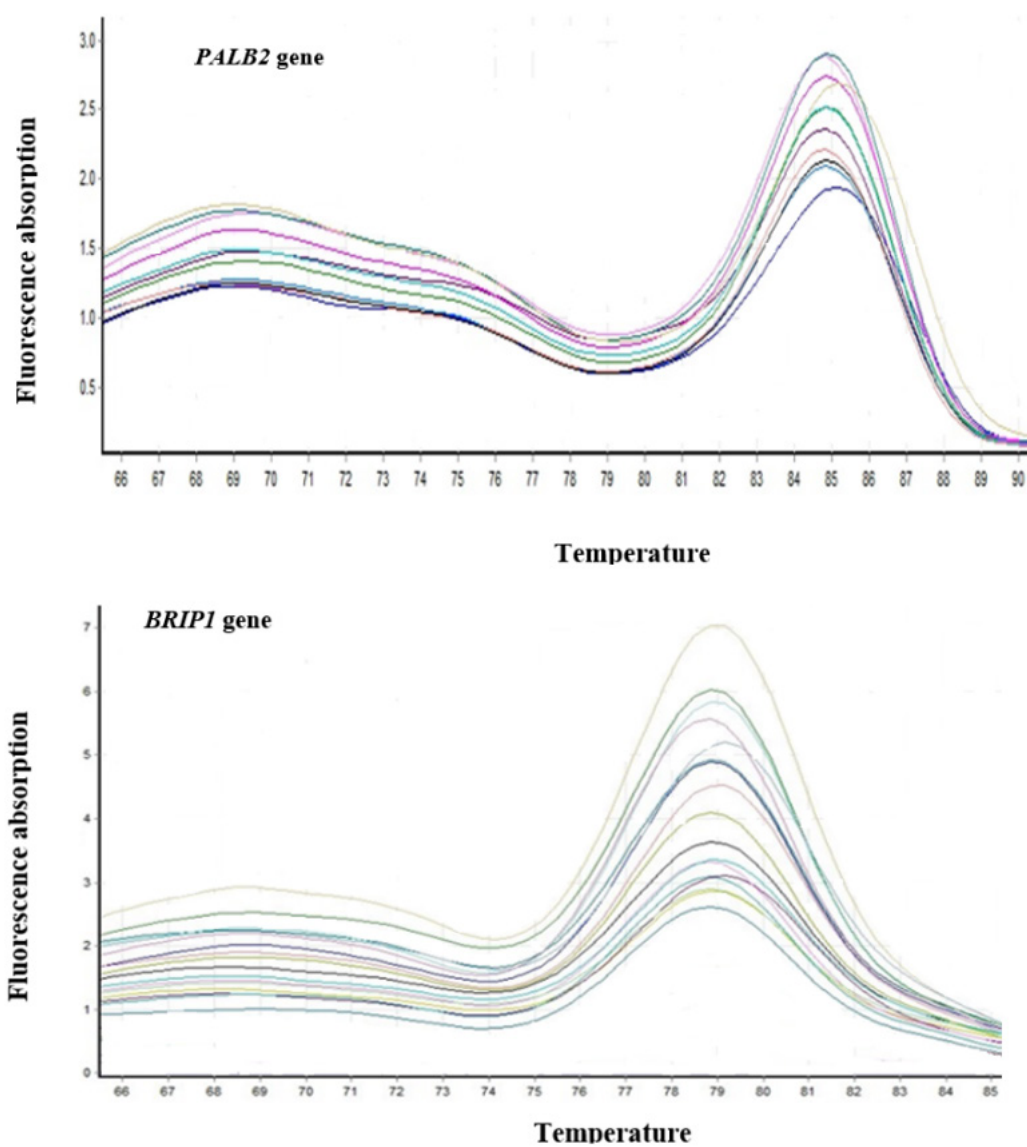 PALB2 gene
Fluorescence absorption
3.0
2.5
2.0
1.5
1.0
0.5
66 67 68 69 70 71 72 73 74 75 76 77 78 79 80 81 82 83 84 85 86 87 88 89 90
Temperature
BRIP1 gene
Fluorescence absorption
7
6
5
4
3
2
1
0
66 67 68 69 70 71 72 73 74 75 76 77 78 79 80 81 82 83 84 85
Temperature